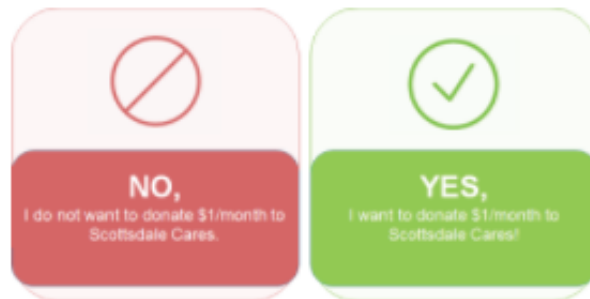 NO,
I do not want to donate $1/month to
Scottsdale Cares.
YES,
I want to donate $1/month to
Scottsdale Cares!